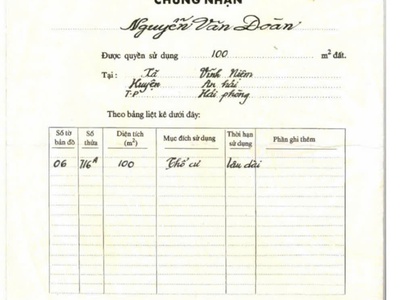 CHỨNG NHẬN
Nguyễn Văn Doãn
Được quyền sử dụng 100 m² đất.
Tại : Xã Vĩnh Niệm
Huyện An hải
T.P Hải phòng
Theo bảng liệt kê dưới đây:
Số tờ bản đồ Số thửa Diện tích (m²) Mục đích sử dụng Thời hạn sử dụng Phần ghi thêm
06 716A 100 Thổ cư Lâu dài